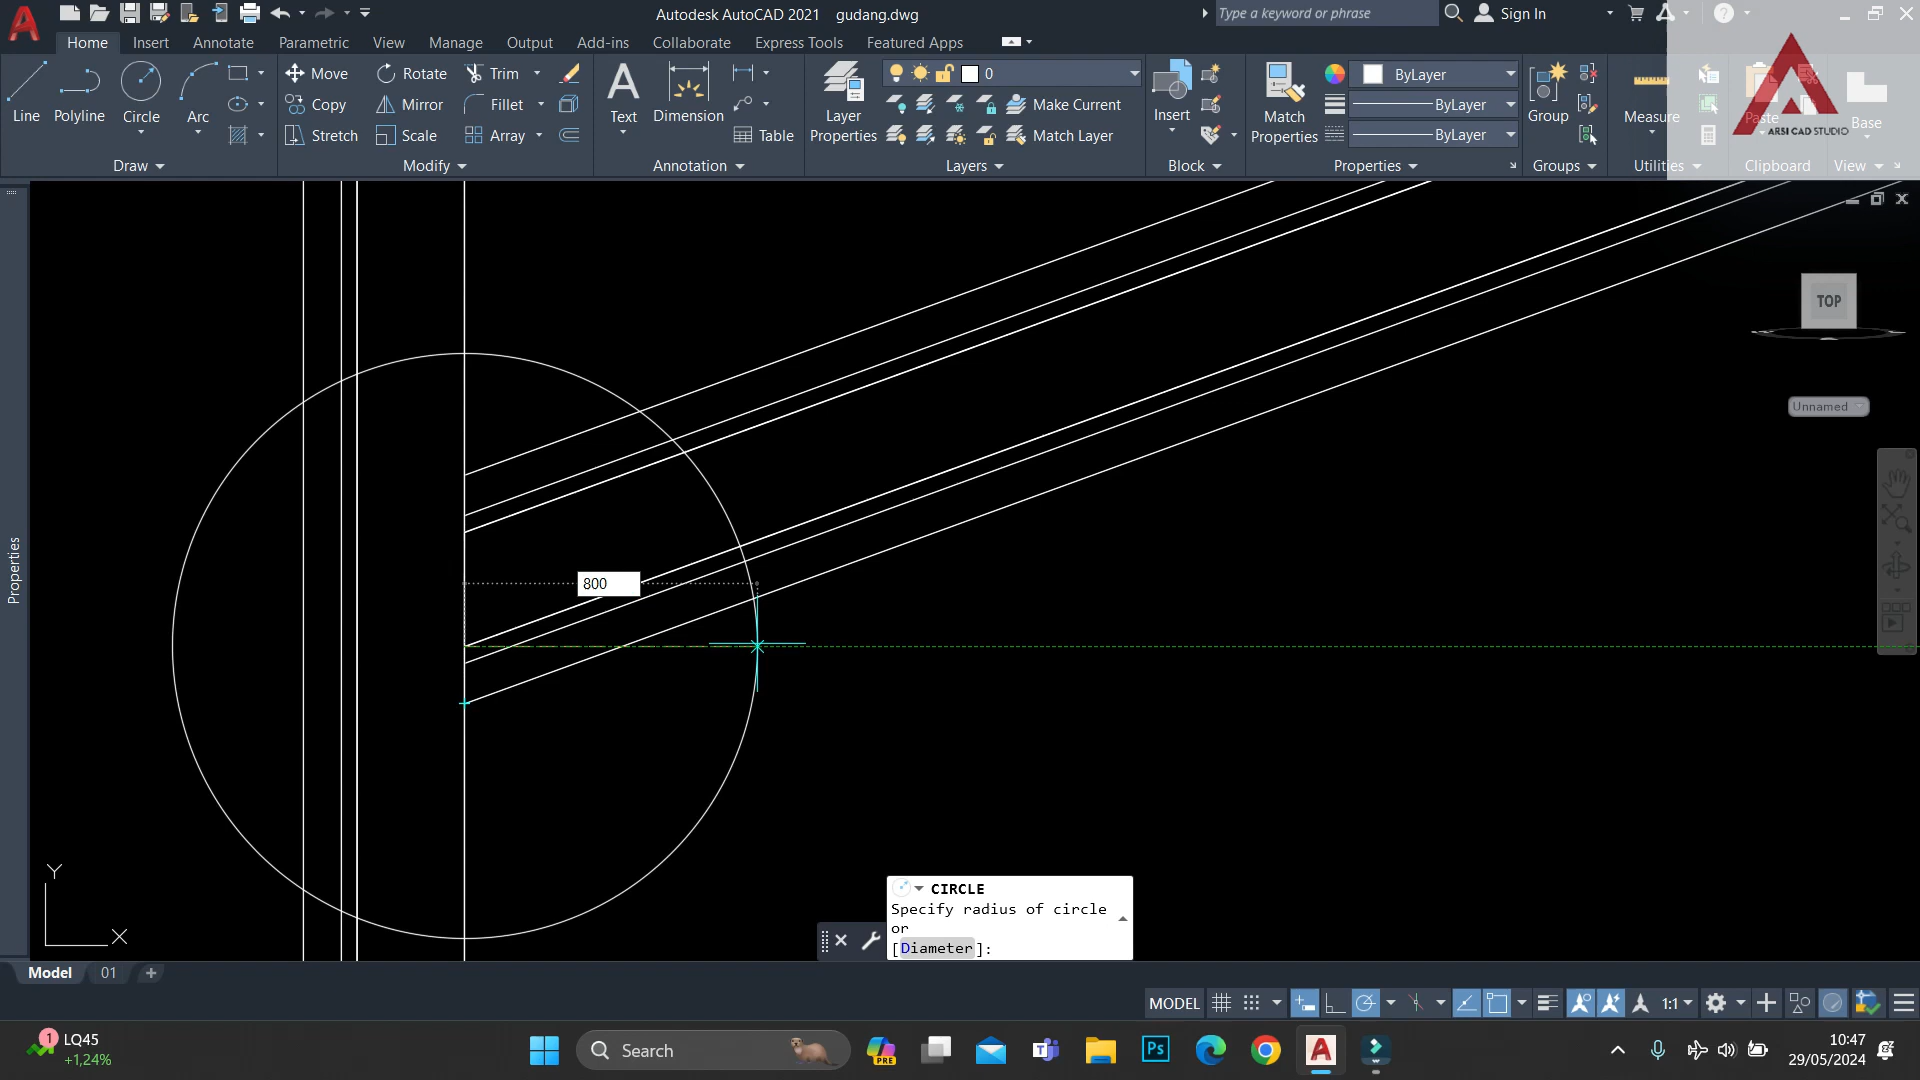 Autodesk AutoCAD 2021 gudang.dwg
Type a keyword or phrase
Sign In
Home Insert Annotate Parametric View Manage Output Add-ins Collaborate Express Tools Featured Apps
Line Polyline Circle Arc
Move Rotate Trim
Copy Mirror Fillet
Stretch Scale Array
Text Dimension
Table
Layer Properties
0
Make Current
Match Layer
Insert
Match Properties
ByLayer
ByLayer
ByLayer
Group
Measure
Paste
Base
ARSI CAD STUDIO
Draw Modify Annotation Layers Block Properties Groups Utilities Clipboard View
TOP
Unnamed
Properties
800
Y
X
CIRCLE
Specify radius of circle
or
[Diameter]:
Model 01
MODEL
1:1
1
LQ45
+1,24%
Search
PRE
Ps
10:47
29/05/2024